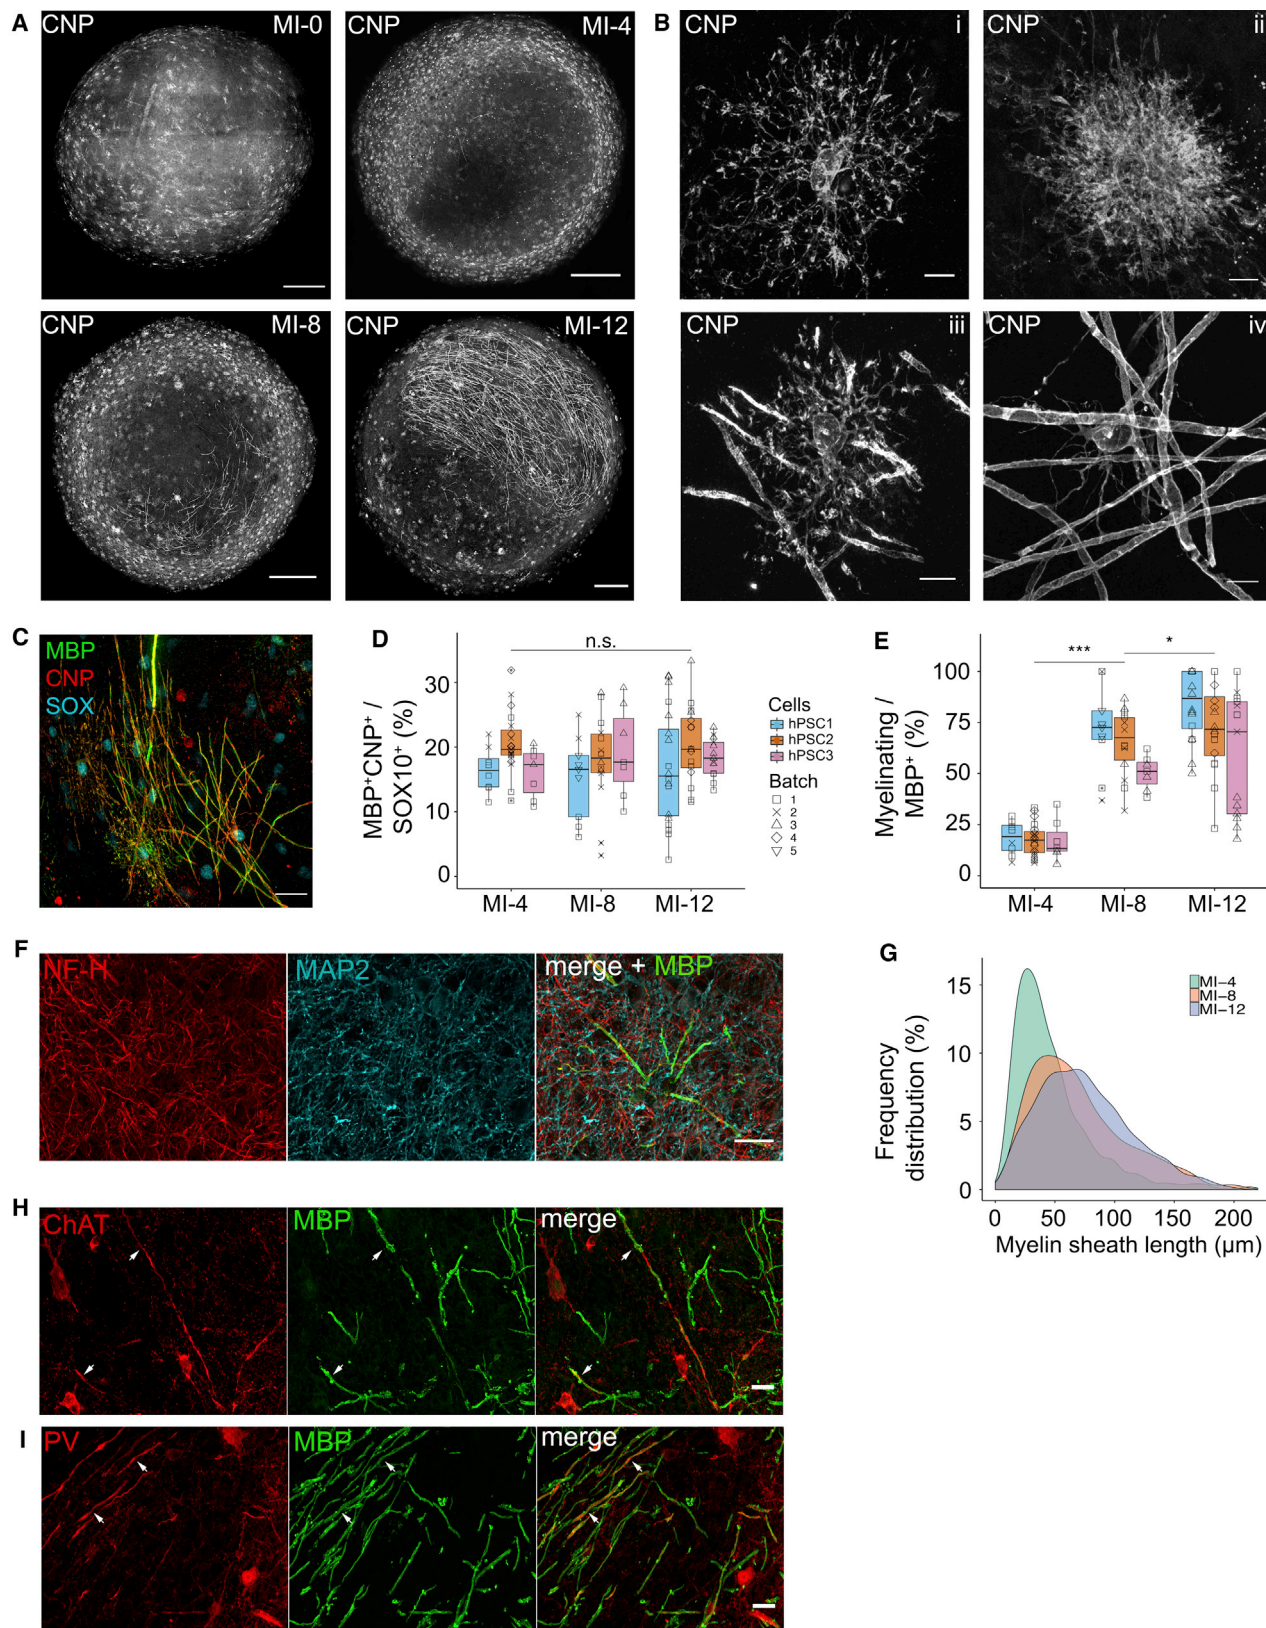 A
CNP MI-0
CNP MI-4
B
CNP i
CNP ii
CNP MI-8
CNP MI-12
CNP iii
CNP iv
C
MBP
CNP
SOX
D
MBP+CNP+ /
SOX10+ (%)
30
20
10
0
n.s.
MI-4 MI-8 MI-12
Cells
hPSC1
hPSC2
hPSC3
Batch
1
2
3
4
5
E
Myelinating /
MBP+ (%)
100
75
50
25
0
*** *
MI-4 MI-8 MI-12
F
NF-H MAP2 merge + MBP
G
Frequency
distribution (%)
15
10
5
0
MI-4
MI-8
MI-12
0 50 100 150 200
Myelin sheath length (μm)
H
ChAT MBP merge
I
PV MBP merge